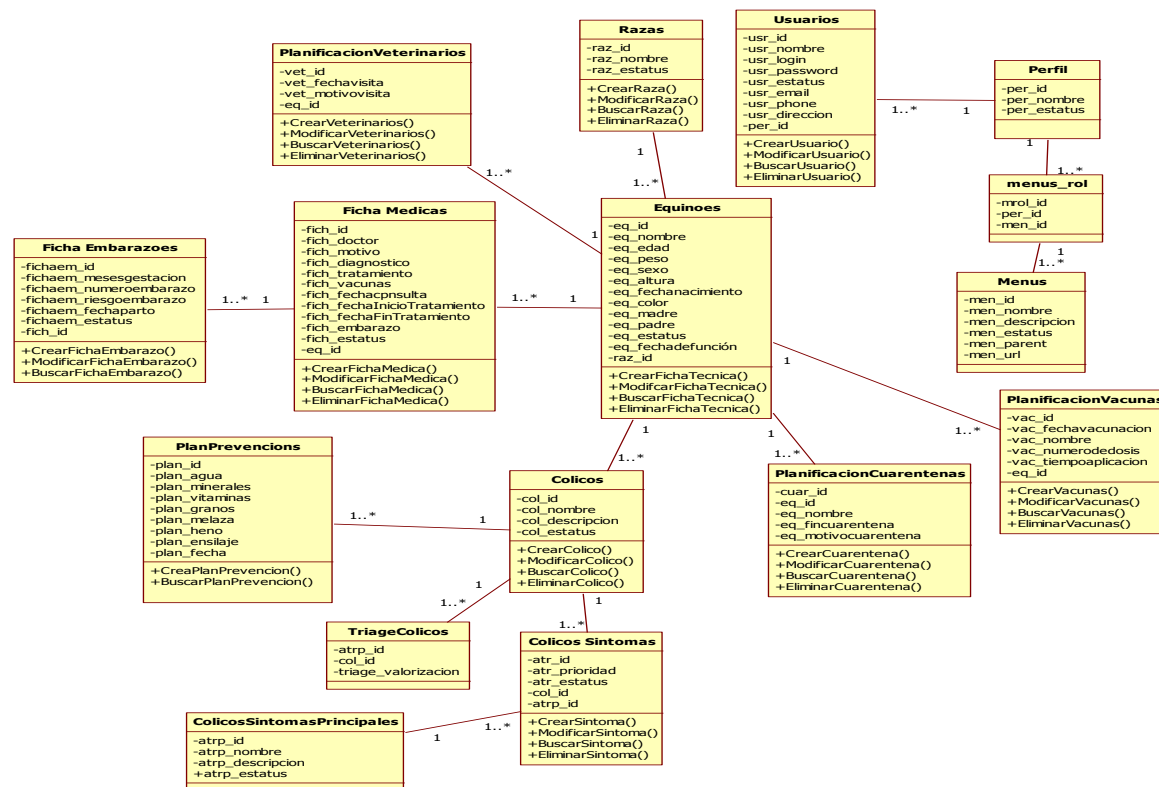 PlanificacionVeterinarios
-vet_id
-vet_fechavisita
-vet_motivovisita
-eq_id
+CrearVeterinarios()
+ModificarVeterinarios()
+BuscarVeterinarios()
+EliminarVeterinarios()
1..*
1
Razas
-raz_id
-raz_nombre
-raz_estatus
+CrearRaza()
+ModificarRaza()
+BuscarRaza()
+EliminarRaza()
1
1..*
Usuarios
-usr_id
-usr_nombre
-usr_login
-usr_password
-usr_estatus
-usr_email
-usr_phone
-usr_direccion
-per_id
+CrearUsuario()
+ModificarUsuario()
+BuscarUsuario()
+EliminarUsuario()
1..*
1
Perfil
-per_id
-per_nombre
-per_estatus
1
1..*
menus_rol
-mrol_id
-per_id
-men_id
1
1..*
Menus
-men_id
-men_nombre
-men_descripcion
-men_estatus
-men_parent
-men_url
Ficha Embarazoes
-fichaem_id
-fichaem_mesesgestacion
-fichaem_numeroembarazo
-fichaem_riesgoembarazo
-fichaem_fechaparto
-fichaem_estatus
-fich_id
+CrearFichaEmbarazo()
+ModificarFichaEmbarazo()
+BuscarFichaEmbarazo()
1..*
1
Ficha Medicas
-fich_id
-fich_doctor
-fich_motivo
-fich_diagnostico
-fich_tratamiento
-fich_vacunas
-fich_fechacpnsulta
-fich_fechaInicioTratamiento
-fich_fechaFinTratamiento
-fich_embarazo
-fich_estatus
-eq_id
+CrearFichaMedica()
+ModificarFichaMedica()
+BuscarFichaMedica()
+EliminarFichaMedica()
1..*
1
Equinoes
-eq_id
-eq_nombre
-eq_edad
-eq_peso
-eq_sexo
-eq_altura
-eq_fechanacimiento
-eq_color
-eq_madre
-eq_padre
-eq_estatus
-eq_fechadefunción
-raz_id
+CrearFichaTecnica()
+ModifcarFichaTecnica()
+BuscarFichaTecnica()
+EliminarFichaTecnica()
1
1..*
1
1..*
1
1..*
PlanificacionVacunas
-vac_id
-vac_fechavacunacion
-vac_nombre
-vac_numerodedosis
-vac_tiempoaplicacion
-eq_id
+CrearVacunas()
+ModificarVacunas()
+BuscarVacunas()
+EliminarVacunas()
PlanPrevencions
-plan_id
-plan_agua
-plan_minerales
-plan_vitaminas
-plan_granos
-plan_melaza
-plan_heno
-plan_ensilaje
-plan_fecha
+CreaPlanPrevencion()
+BuscarPlanPrevencion()
1..*
1
Colicos
-col_id
-col_nombre
-col_descripcion
-col_estatus
+CrearColico()
+ModificarColico()
+BuscarColico()
+EliminarColico()
1
1..*
1
1..*
PlanificacionCuarentenas
-cuar_id
-eq_id
-eq_nombre
-eq_fincuarentena
-eq_motivocuarentena
+CrearCuarentena()
+ModificarCuarentena()
+BuscarCuarentena()
+EliminarCuarentena()
TriageColicos
-atrp_id
-col_id
-triage_valorizacion
Colicos Sintomas
-atr_id
-atr_prioridad
-atr_estatus
-col_id
-atrp_id
+CrearSintoma()
+ModificarSintoma()
+BuscarSintoma()
+EliminarSintoma()
1..*
1
ColicosSintomasPrincipales
-atrp_id
-atrp_nombre
-atrp_descripcion
+atrp_estatus